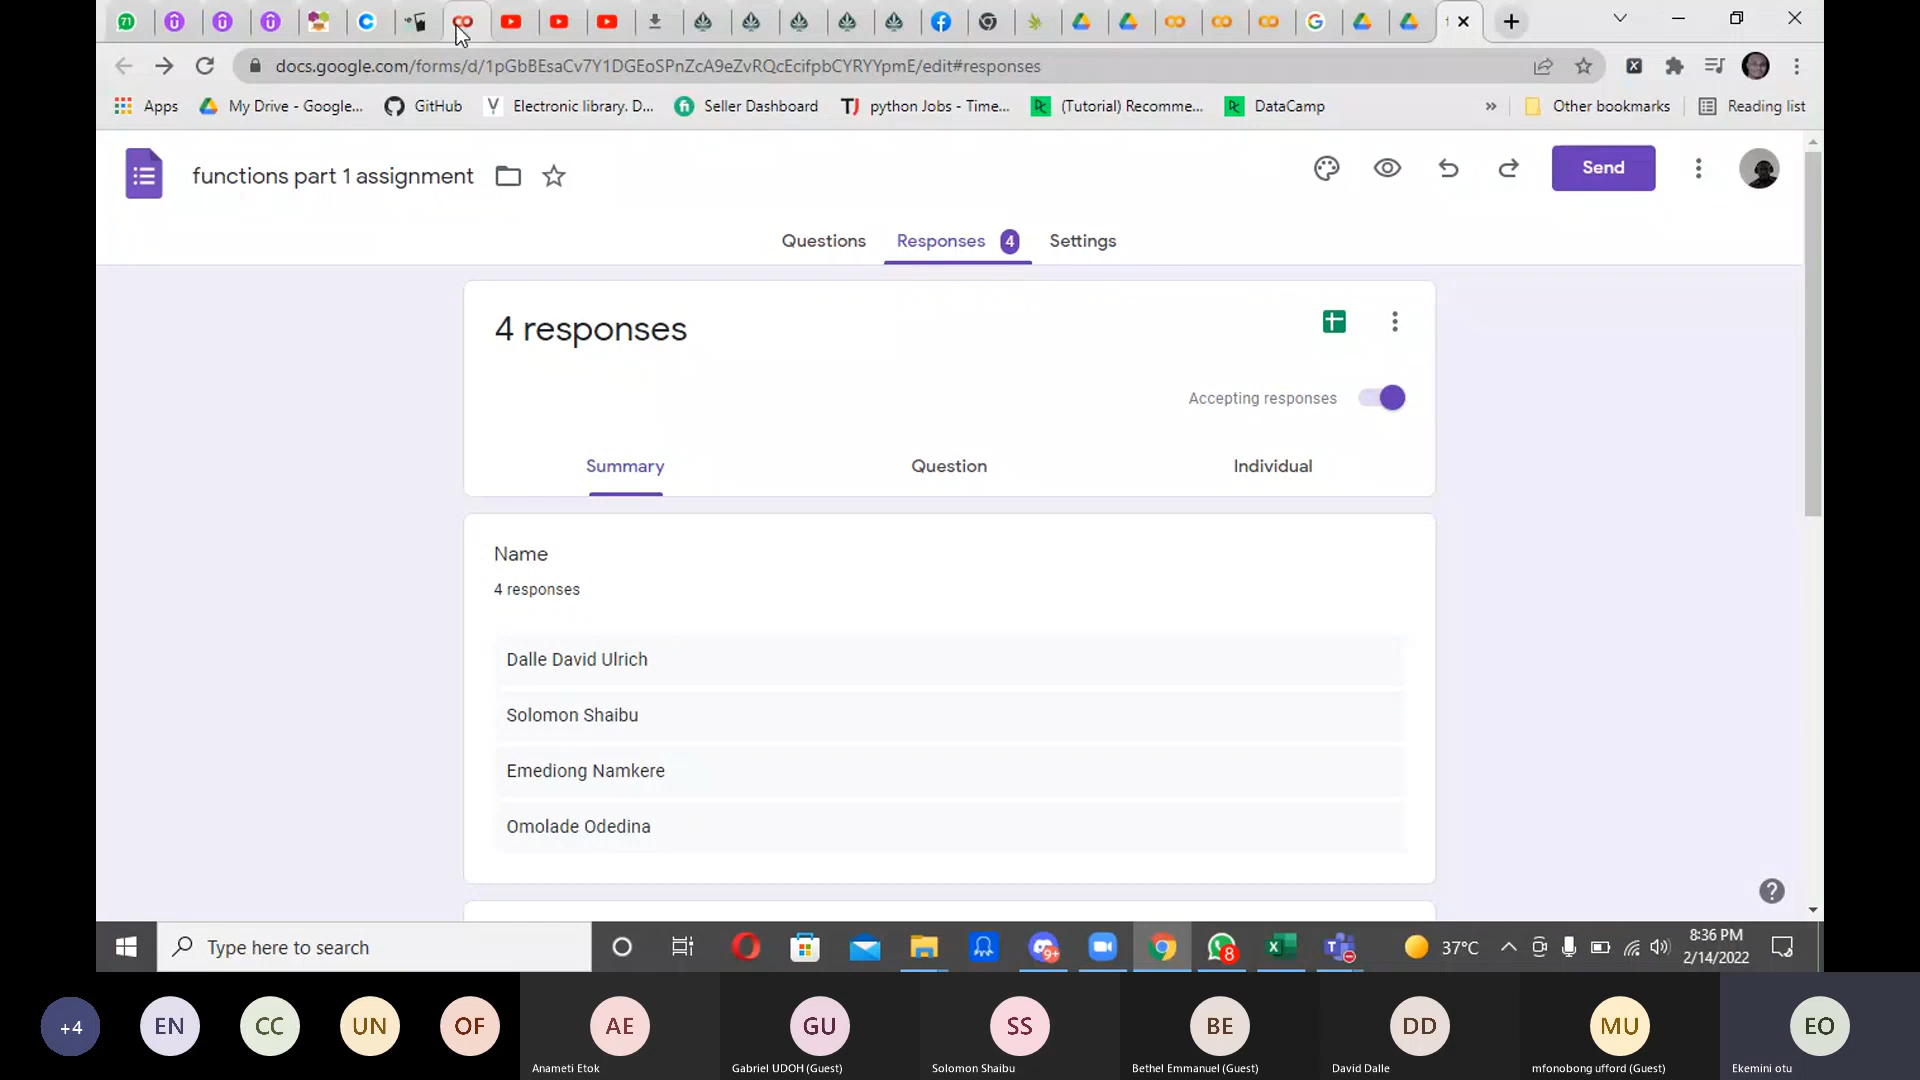 71
docs.google.com/forms/d/1pGbBEsaCv7Y1DGEoSPnZcA9eZvRQcEcifpbCYRYYpmE/edit#responses
Apps
My Drive - Google...
GitHub
Electronic library. D...
Seller Dashboard
python Jobs - Time...
(Tutorial) Recomme...
DataCamp
»
Other bookmarks
Reading list
functions part 1 assignment
Send
Questions
Responses 4
Settings
4 responses
Accepting responses
Summary
Question
Individual
Name
4 responses
Dalle David Ulrich
Solomon Shaibu
Emediong Namkere
Omolade Odedina
Type here to search
9+
8
37°C
8:36 PM
2/14/2022
+4
EN
CC
UN
OF
AE
GU
SS
BE
DD
MU
EO
Anameti Etok
Gabriel UDOH (Guest)
Solomon Shaibu
Bethel Emmanuel (Guest)
David Dalle
mfonobong ufford (Guest)
Ekemini otu